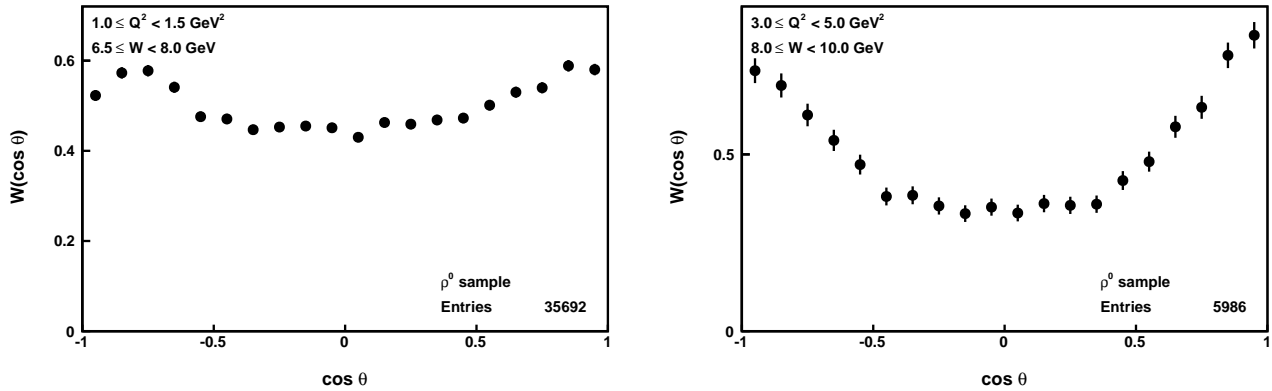 1.0 ≤ Q² < 1.5 GeV²
6.5 ≤ W < 8.0 GeV
0.6
0.4
0.2
0
W(cos θ)
ρ⁰ sample
Entries 35692
-1 -0.5 0 0.5 1
cos θ
3.0 ≤ Q² < 5.0 GeV²
8.0 ≤ W < 10.0 GeV
0.5
0
W(cos θ)
ρ⁰ sample
Entries 5986
-1 -0.5 0 0.5 1
cos θ